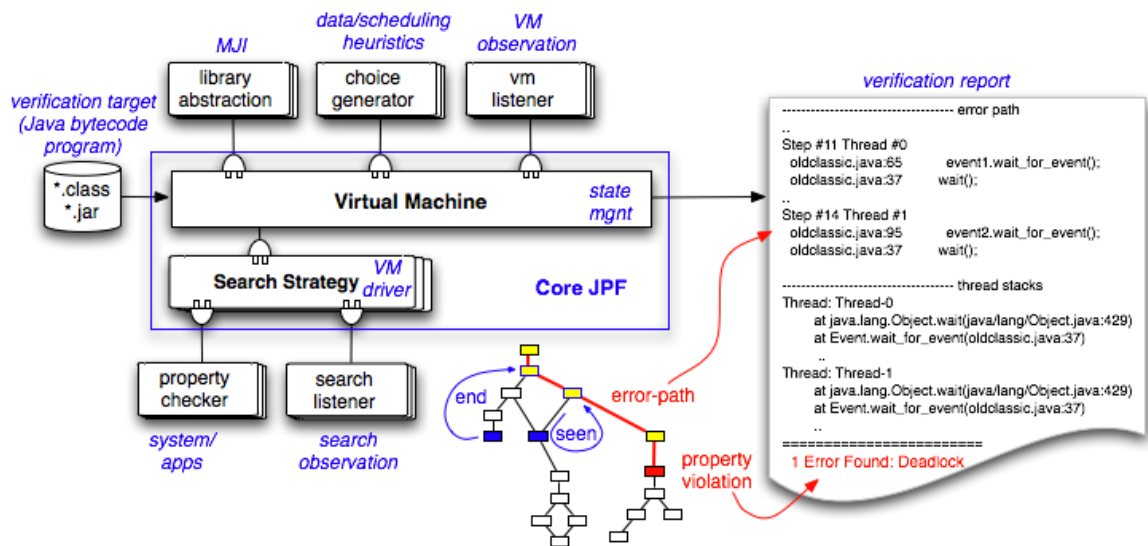 MJI
library
abstraction
data/scheduling
heuristics
choice
generator
VM
observation
vm
listener
verification target
(Java bytecode
program)
*.class
*.jar
Virtual Machine
state
mgnt
Search Strategy
VM
driver
Core JPF
property
checker
system/
apps
search
listener
search
observation
end
seen
error-path
property
violation
verification report
---------------------------------- error path
..
Step #11 Thread #0
oldclassic.java:65 event1.wait_for_event();
oldclassic.java:37 wait();
..
Step #14 Thread #1
oldclassic.java:95 event2.wait_for_event();
oldclassic.java:37 wait();
---------------------------------- thread stacks
Thread: Thread-0
at java.lang.Object.wait(java/lang/Object.java:429)
at Event.wait_for_event(oldclassic.java:37)
..
Thread: Thread-1
at java.lang.Object.wait(java/lang/Object.java:429)
at Event.wait_for_event(oldclassic.java:37)
..
========================
1 Error Found: Deadlock